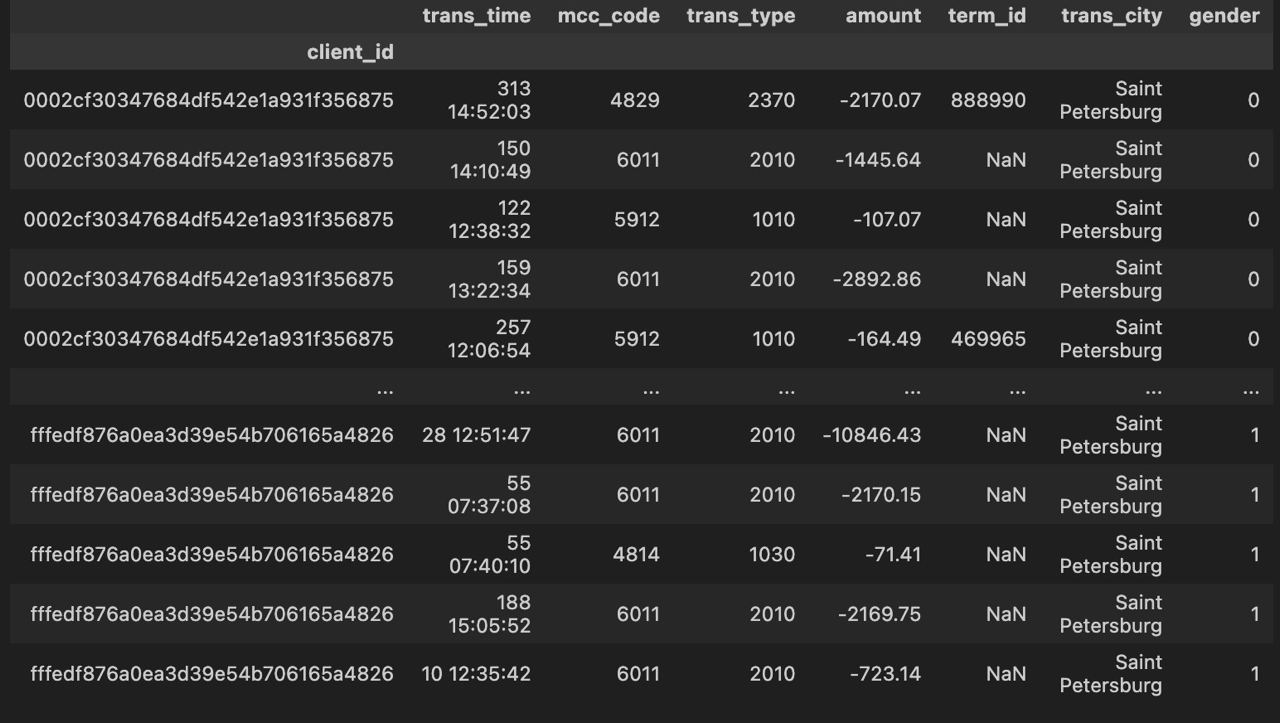 trans_time mcc_code trans_type amount term_id trans_city gender
client_id
0002cf30347684df542e1a931f356875 313 14:52:03 4829 2370 -2170.07 888990 Saint Petersburg 0
0002cf30347684df542e1a931f356875 150 14:10:49 6011 2010 -1445.64 NaN Saint Petersburg 0
0002cf30347684df542e1a931f356875 122 12:38:32 5912 1010 -107.07 NaN Saint Petersburg 0
0002cf30347684df542e1a931f356875 159 13:22:34 6011 2010 -2892.86 NaN Saint Petersburg 0
0002cf30347684df542e1a931f356875 257 12:06:54 5912 1010 -164.49 469965 Saint Petersburg 0
... ... ... ... ... ... ... ...
fffedf876a0ea3d39e54b706165a4826 28 12:51:47 6011 2010 -10846.43 NaN Saint Petersburg 1
fffedf876a0ea3d39e54b706165a4826 55 07:37:08 6011 2010 -2170.15 NaN Saint Petersburg 1
fffedf876a0ea3d39e54b706165a4826 55 07:40:10 4814 1030 -71.41 NaN Saint Petersburg 1
fffedf876a0ea3d39e54b706165a4826 188 15:05:52 6011 2010 -2169.75 NaN Saint Petersburg 1
fffedf876a0ea3d39e54b706165a4826 10 12:35:42 6011 2010 -723.14 NaN Saint Petersburg 1